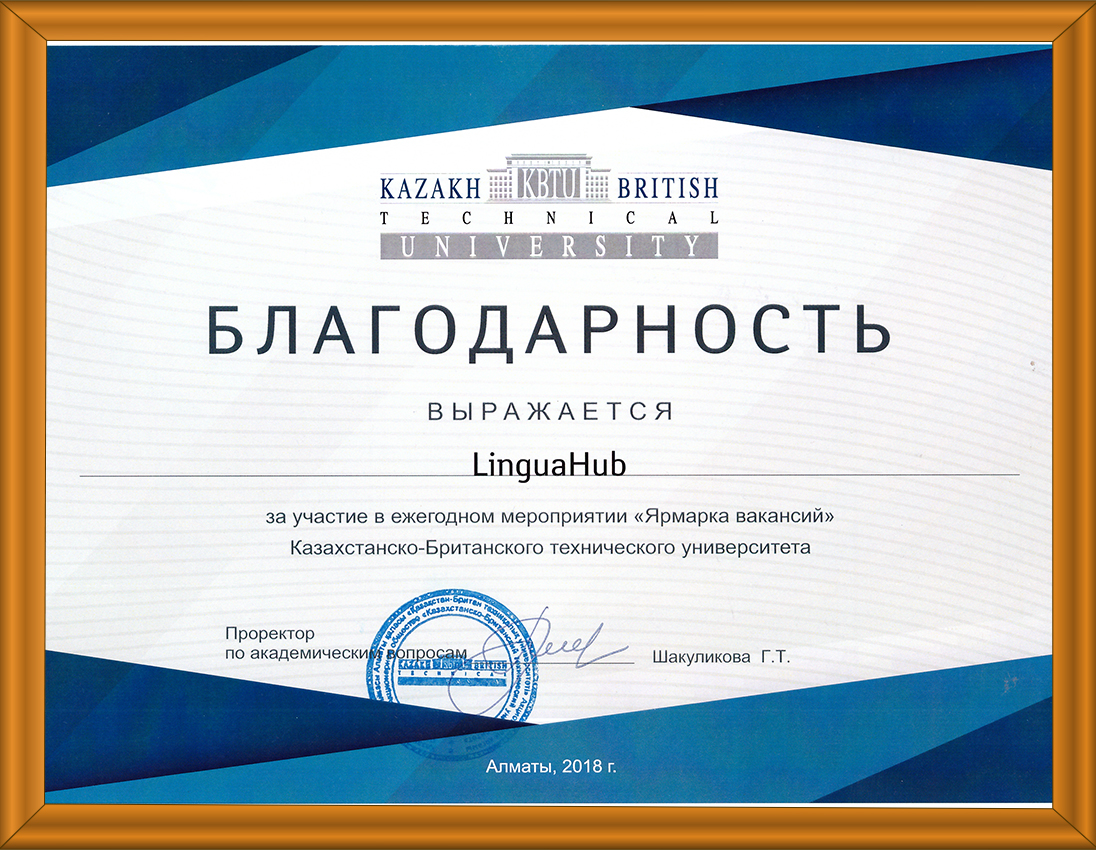 KAZAKH KBTU BRITISH
TECHNICAL
UNIVERSITY
БЛАГОДАРНОСТЬ
ВЫРАЖАЕТСЯ
LinguaHub
за участие в ежегодном мероприятии «Ярмарка вакансий»
Казахстанско-Британского технического университета
Проректор
по академическим вопросам
Шакуликова Г.Т.
KAZAKH BRITISH
TECHNICAL
Алматы, 2018 г.